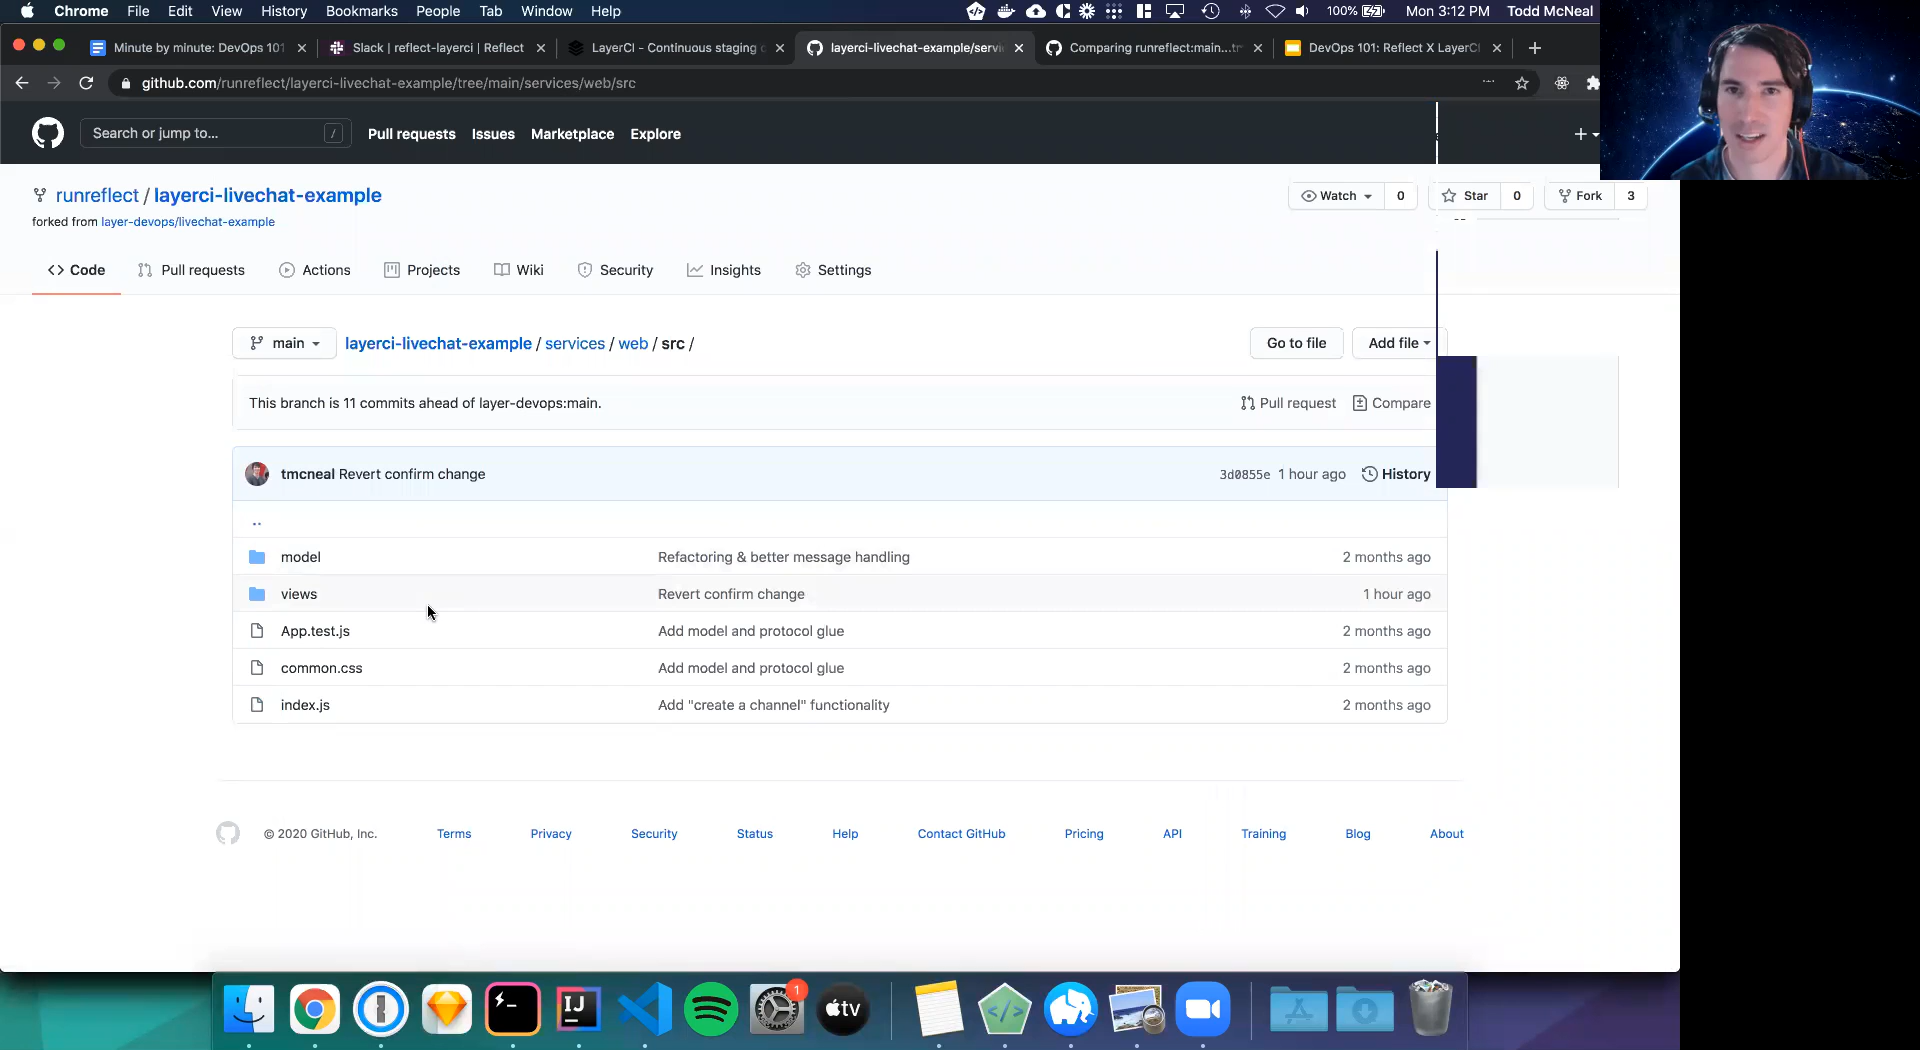 Chrome File Edit View History Bookmarks People Tab Window Help 100% Mon 3:12 PM Todd McNeal
Minute by minute: DevOps 101 Slack | reflect-layerci | Reflect LayerCI - Continuous staging layerci-livechat-example/servi Comparing runreflect:main...t DevOps 101: Reflect X LayerC
github.com/runreflect/layerci-livechat-example/tree/main/services/web/src
Search or jump to... / Pull requests Issues Marketplace Explore
runreflect / layerci-livechat-example Watch 0 Star 0 Fork 3
forked from layer-devops/livechat-example
Code Pull requests Actions Projects Wiki Security Insights Settings
main layerci-livechat-example / services / web / src / Go to file Add file
This branch is 11 commits ahead of layer-devops:main. Pull request Compare
tmcneal Revert confirm change 3d0855e 1 hour ago History
..
model Refactoring & better message handling 2 months ago
views Revert confirm change 1 hour ago
App.test.js Add model and protocol glue 2 months ago
common.css Add model and protocol glue 2 months ago
index.js Add "create a channel" functionality 2 months ago
© 2020 GitHub, Inc. Terms Privacy Security Status Help Contact GitHub Pricing API Training Blog About
IJ 1 tv